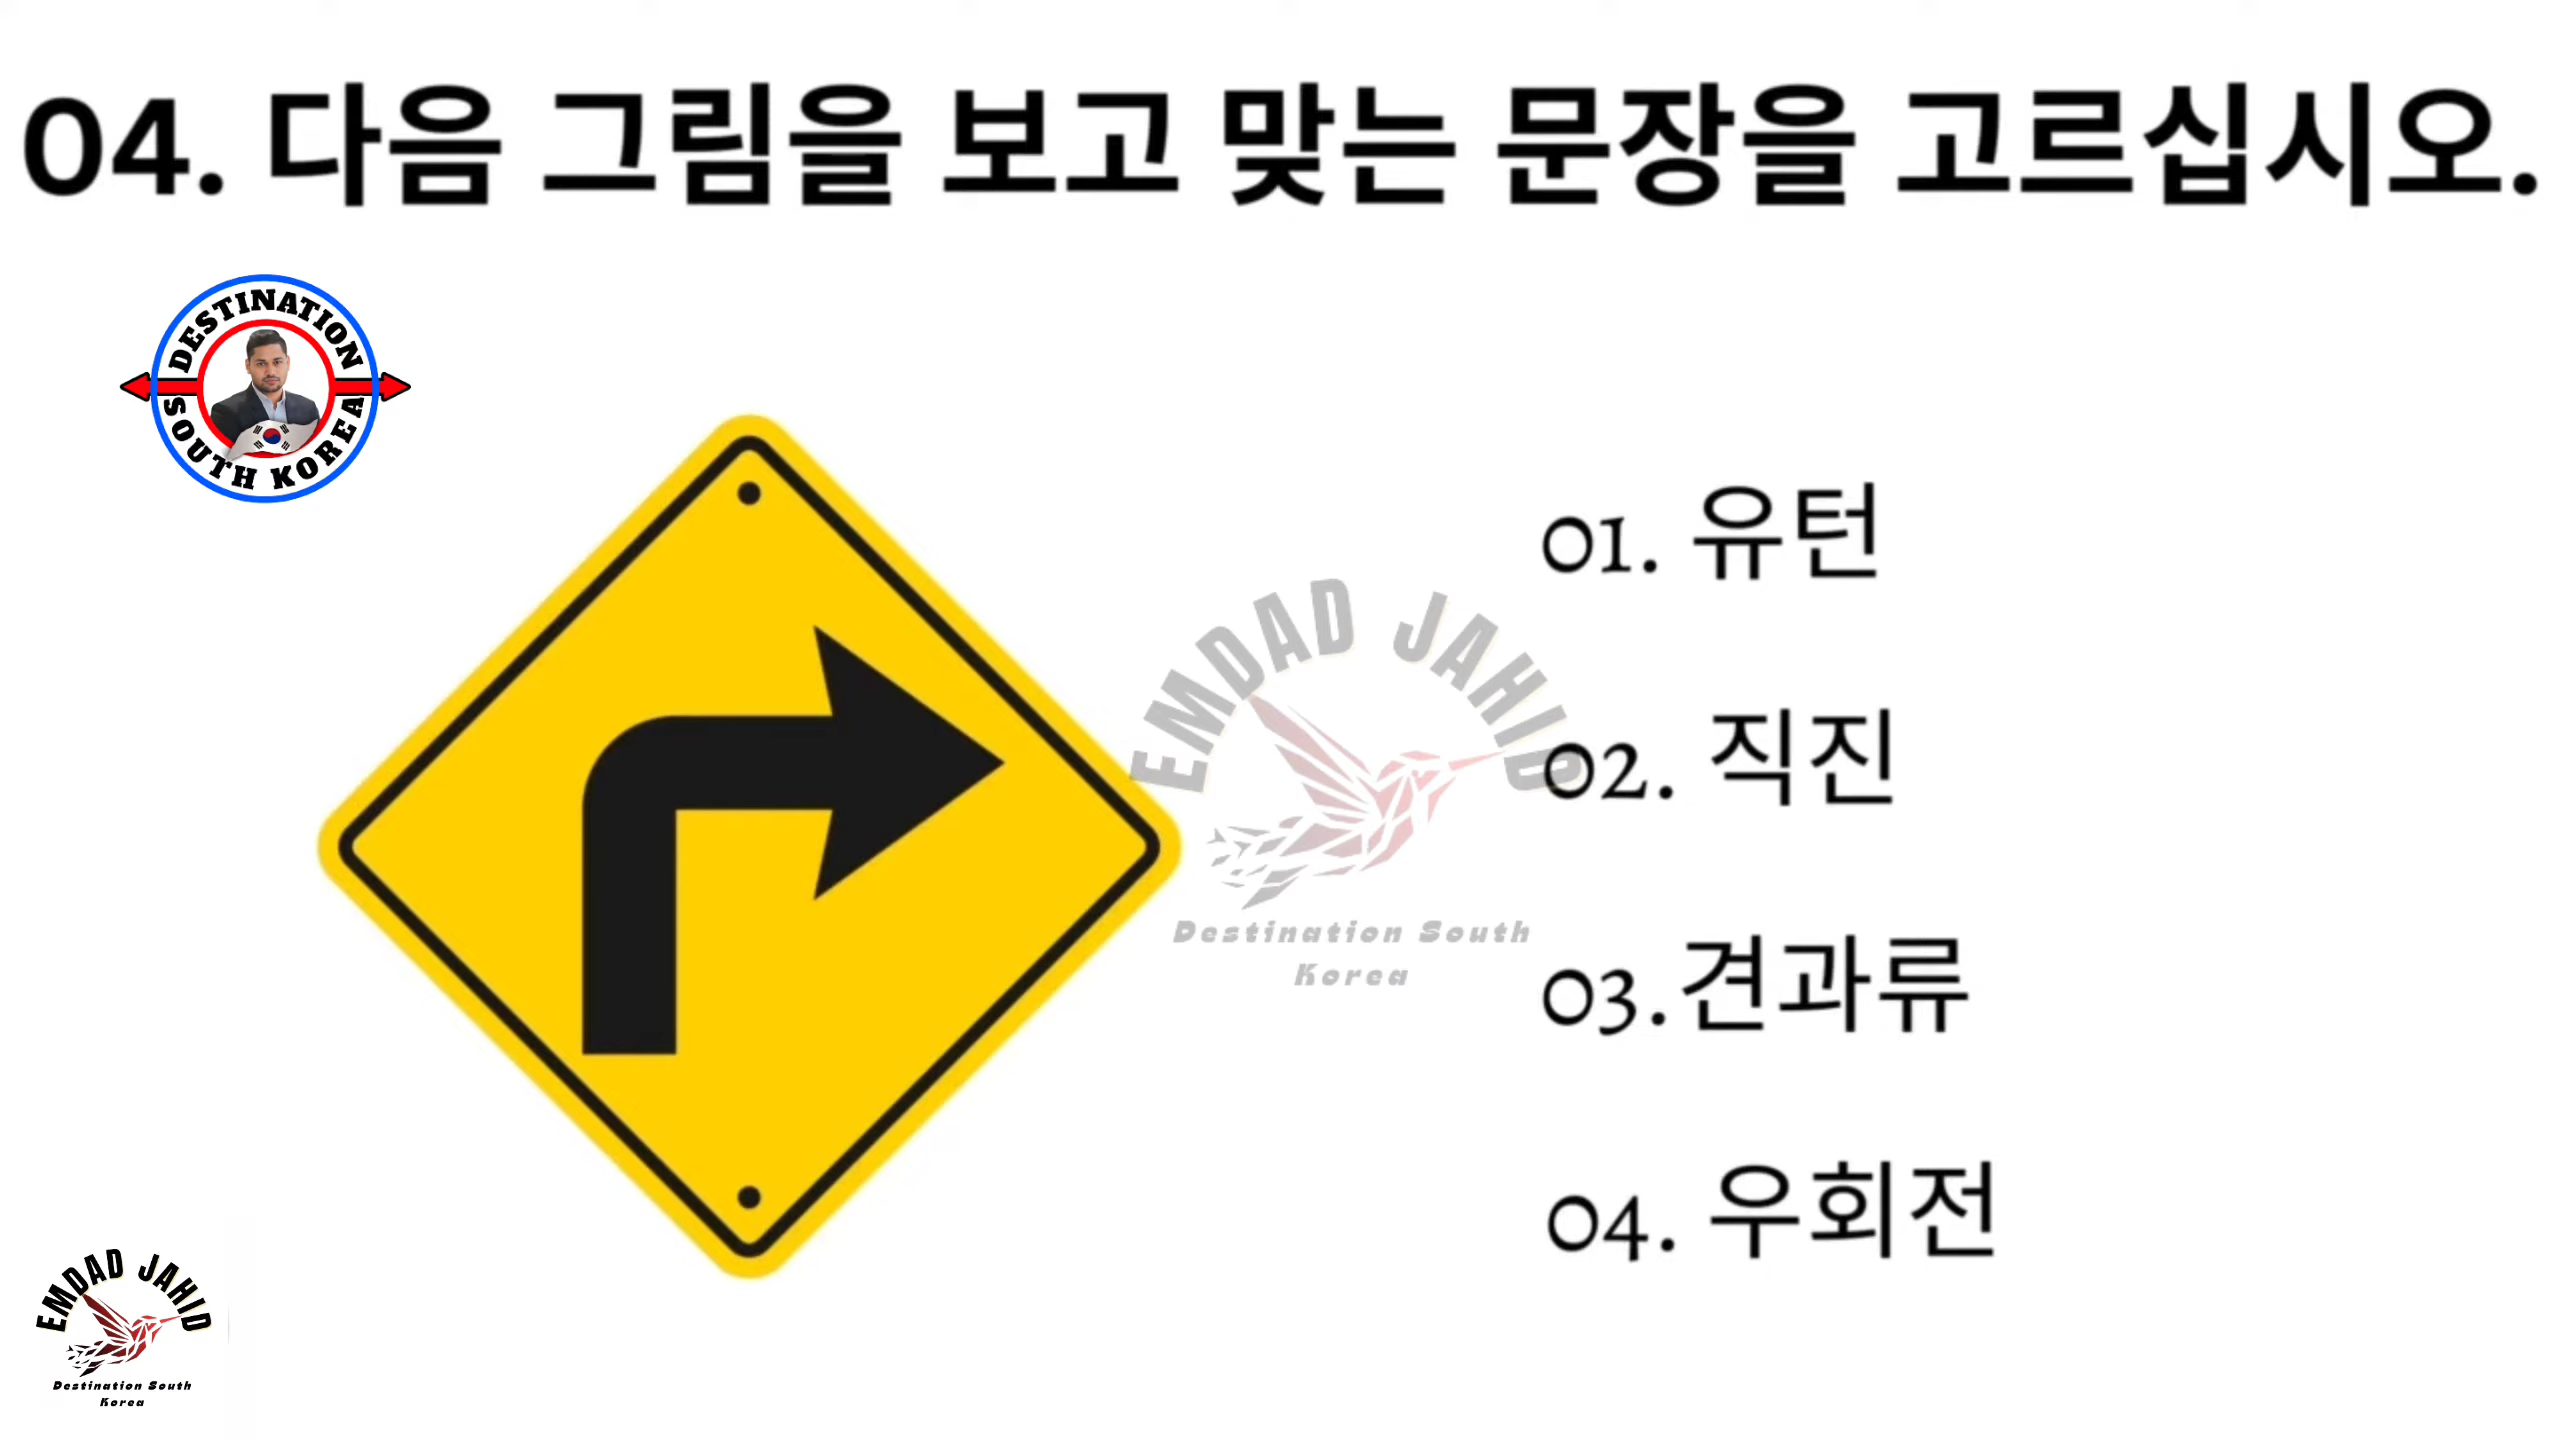 04. 다음 그림을 보고 맞는 문장을 고르십시오.
DESTINATION
SOUTH KOREA
01. 유턴
EMDAD JAHID
02. 직진
Destination South
Korea
03.견과류
04. 우회전
EMDAD JAHID
Destination South
Korea